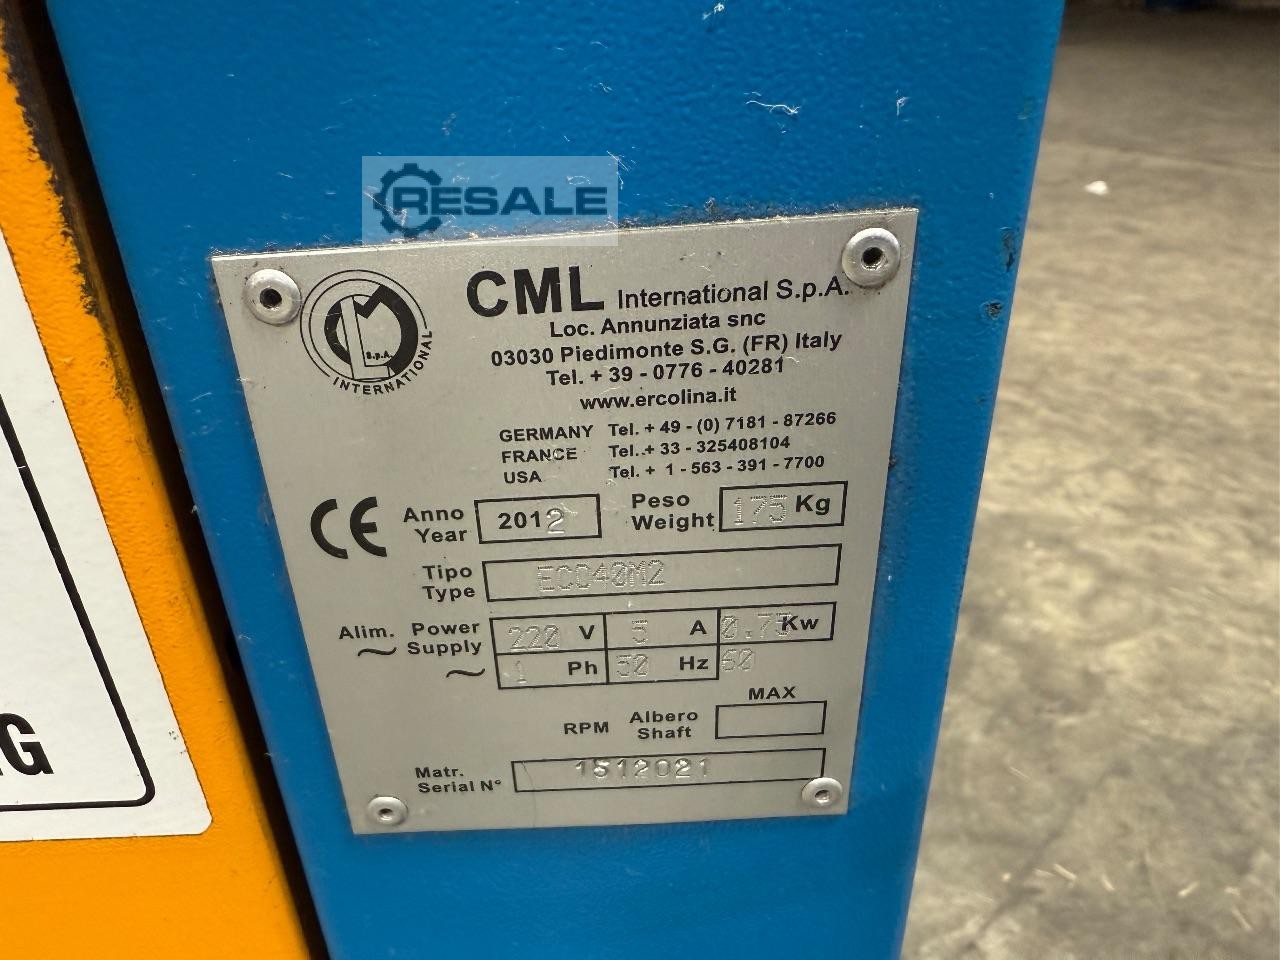 RESALE
CML International S.p.A.
S.p.A.
INTERNATIONAL
Loc. Annunziata snc
03030 Piedimonte S.G. (FR) Italy
Tel. + 39 - 0776 - 40281
www.ercolina.it
GERMANY Tel. + 49 - (0) 7181 - 87266
FRANCE Tel. + 33 - 325408104
USA Tel. + 1 - 563 - 391 - 7700
CE
Anno
Year
2012
Peso
Weight
175 Kg
Tipo
Type
ECO40M2
Alim. Power
~ Supply
220 V 5 A 0.75 Kw
~ 1 Ph 50 Hz 60
MAX
RPM
Albero
Shaft
Matr.
Serial N°
1512021
G